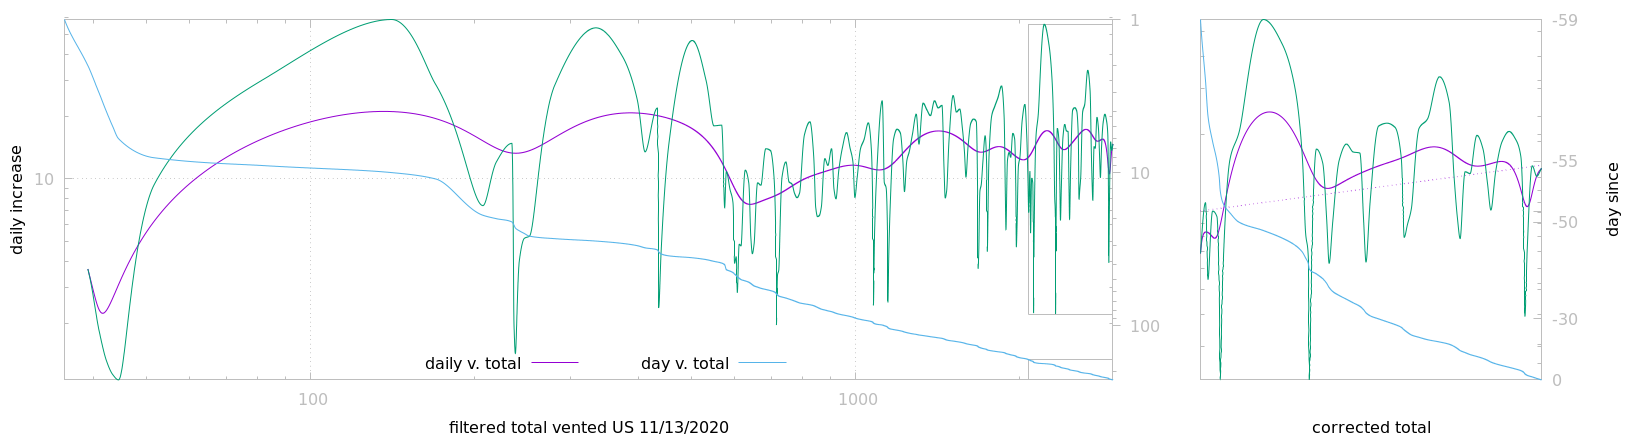 1
-59
daily increase
10
10
-55
-50
day since
100
-30
daily v. total
day v. total
0
100
1000
filtered total vented US 11/13/2020
corrected total